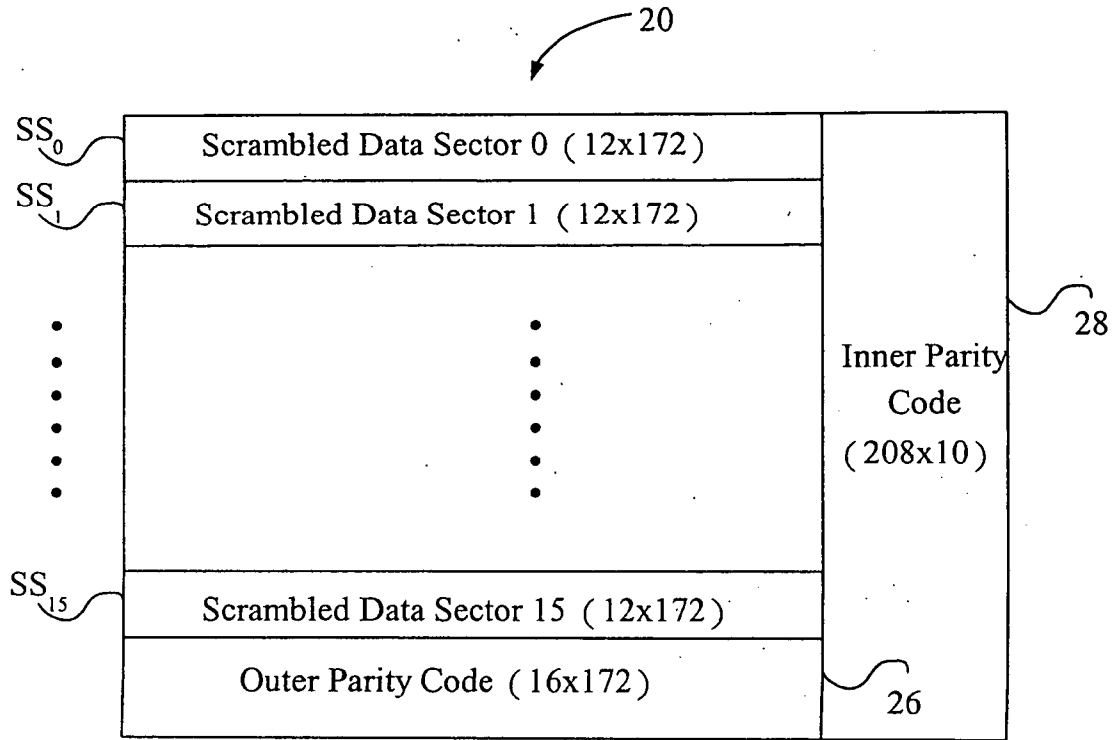 20
SS0
Scrambled Data Sector 0 (12x172)
SS1
Scrambled Data Sector 1 (12x172)
28
Inner Parity
Code
(208x10)
SS15
Scrambled Data Sector 15 (12x172)
Outer Parity Code (16x172)
26